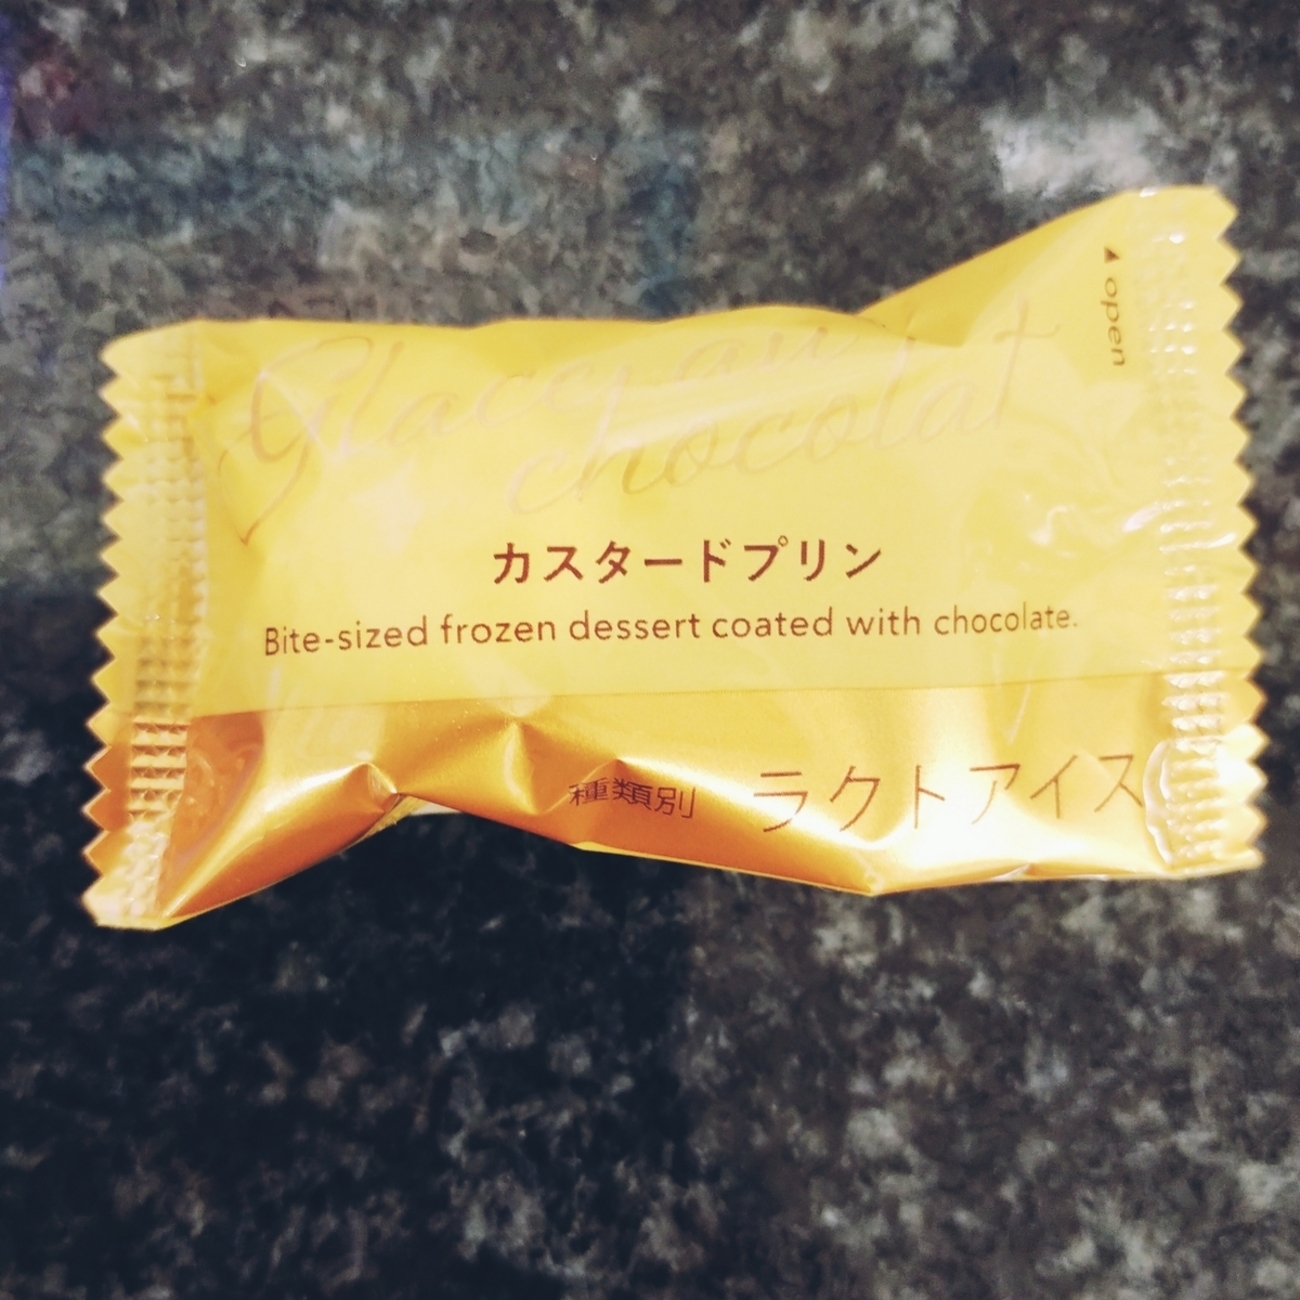 Glace au
chocolat
▲ open
カスタードプリン
Bite-sized frozen dessert coated with chocolate.
種類別 ラクトアイス